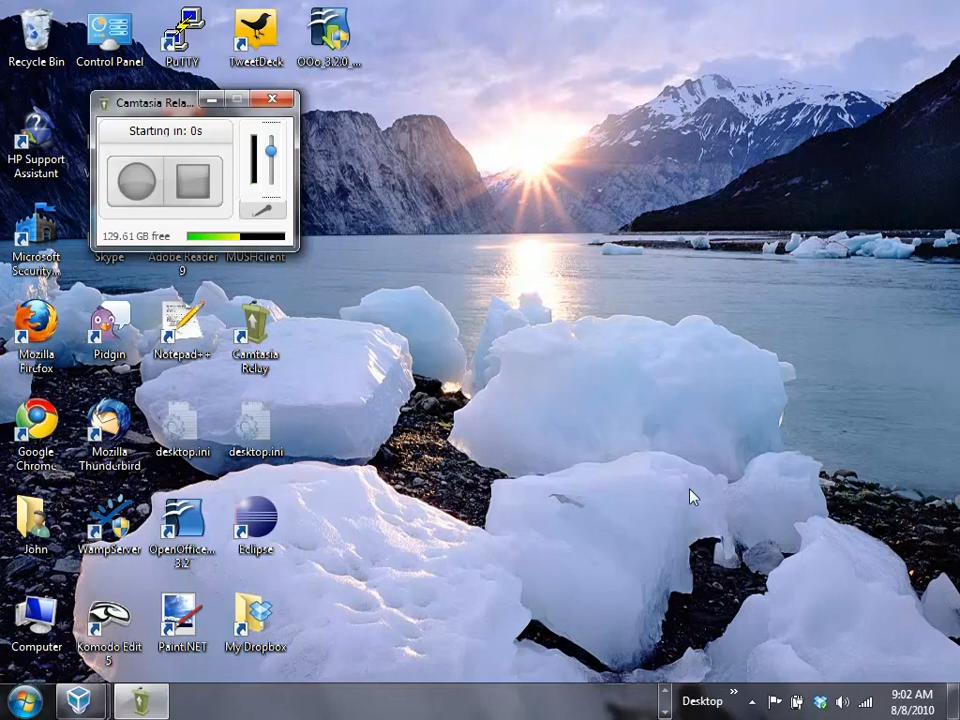 Recycle Bin
Control Panel
PuTTY
TweetDeck
OOo_3.2.0_...
Camtasia Rela...
Starting in: 0s
129.61 GB free
HP Support
Assistant
Microsoft
Security...
Skype
Adobe Reader
9
MUSHclient
Mozilla
Firefox
Pidgin
Notepad++
Camtasia
Relay
Google
Chrome
Mozilla
Thunderbird
desktop.ini
desktop.ini
John
WampServer
OpenOffice...
3.2
Eclipse
Computer
Komodo Edit
5
Paint.NET
My Dropbox
Desktop
9:02 AM
8/8/2010